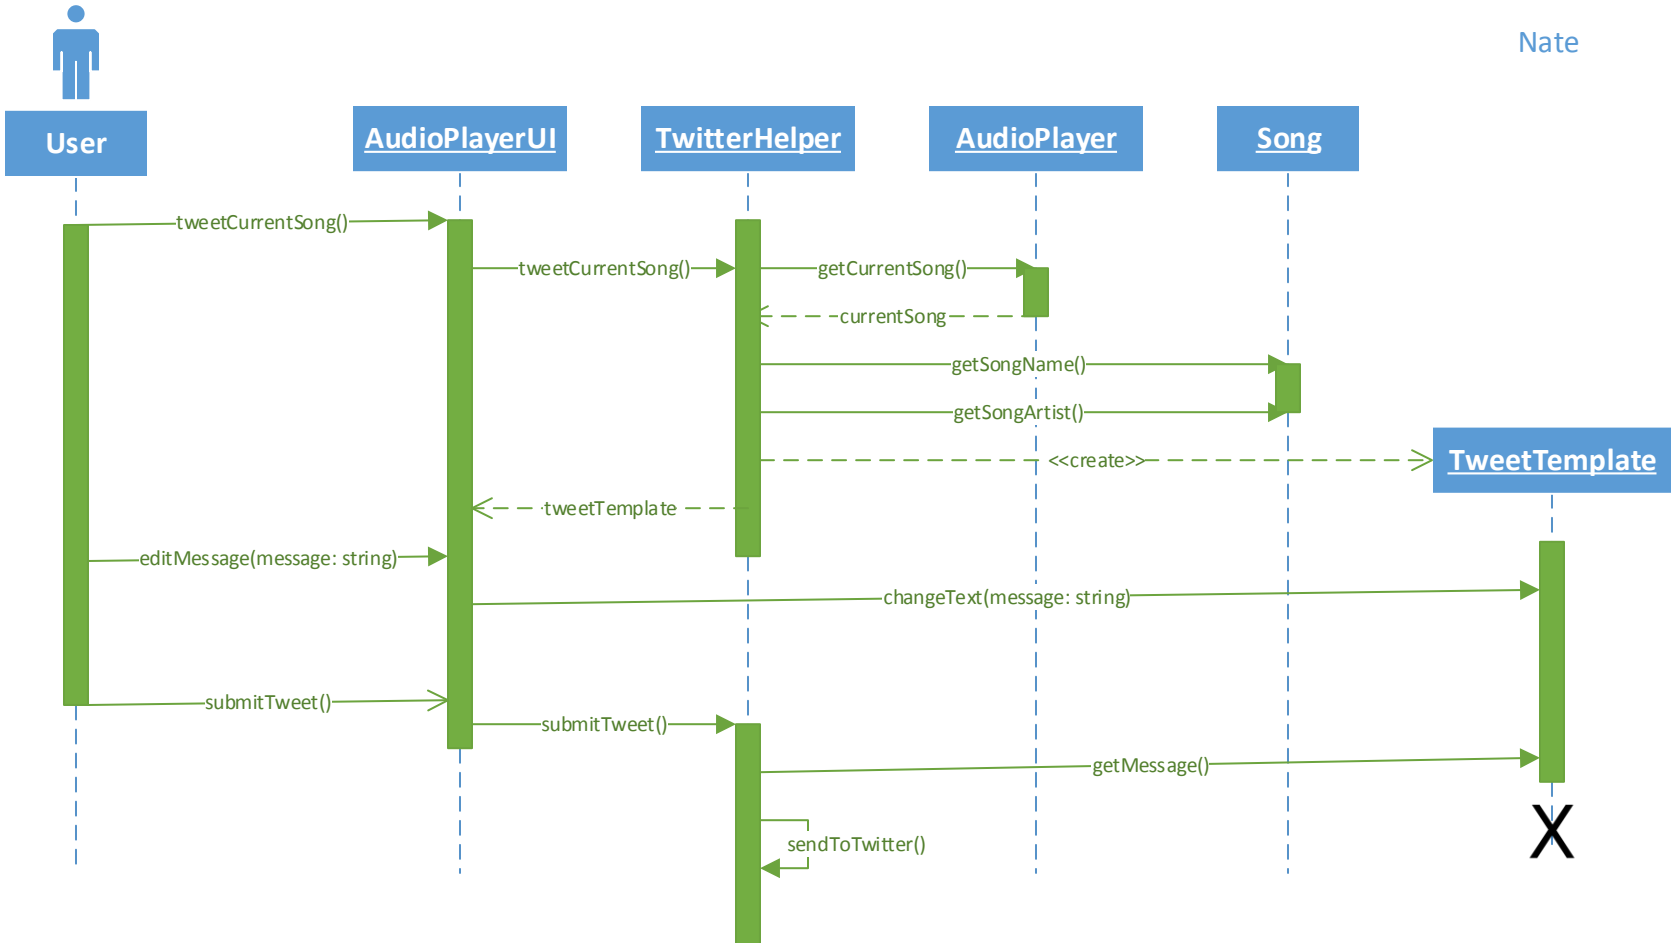 Nate
User
AudioPlayerUI
TwitterHelper
AudioPlayer
Song
tweetCurrentSong()
tweetCurrentSong()
getCurrentSong()
currentSong
getSongName()
getSongArtist()
<<create>>
TweetTemplate
tweetTemplate
editMessage(message: string)
changeText(message: string)
submitTweet()
submitTweet()
getMessage()
sendToTwitter()
X